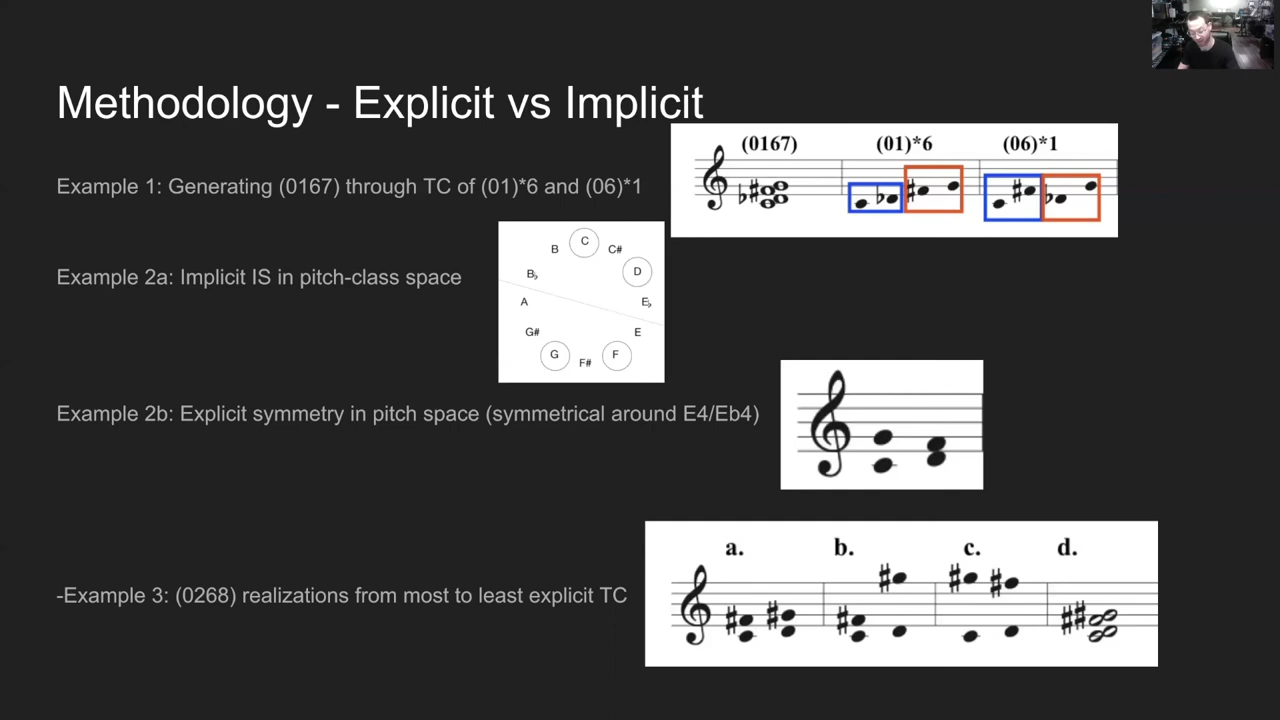 Methodology - Explicit vs Implicit
(0167) (01)*6 (06)*1
Example 1: Generating (0167) through TC of (01)*6 and (06)*1
Example 2a: Implicit IS in pitch-class space
C
B C#
B♭ D
A E♭
G# E
G F
F#
Example 2b: Explicit symmetry in pitch space (symmetrical around E4/Eb4)
a. b. c. d.
-Example 3: (0268) realizations from most to least explicit TC